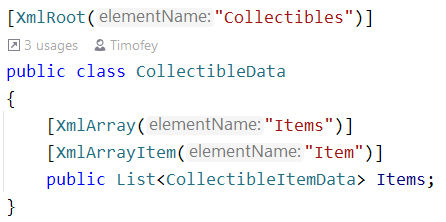 [XmlRoot(elementName:"Collectibles")]
3 usages Timofey
public class CollectibleData
{
[XmlArray(elementName:"Items")]
[XmlArrayItem(elementName:"Item")]
public List<CollectibleItemData> Items;
}